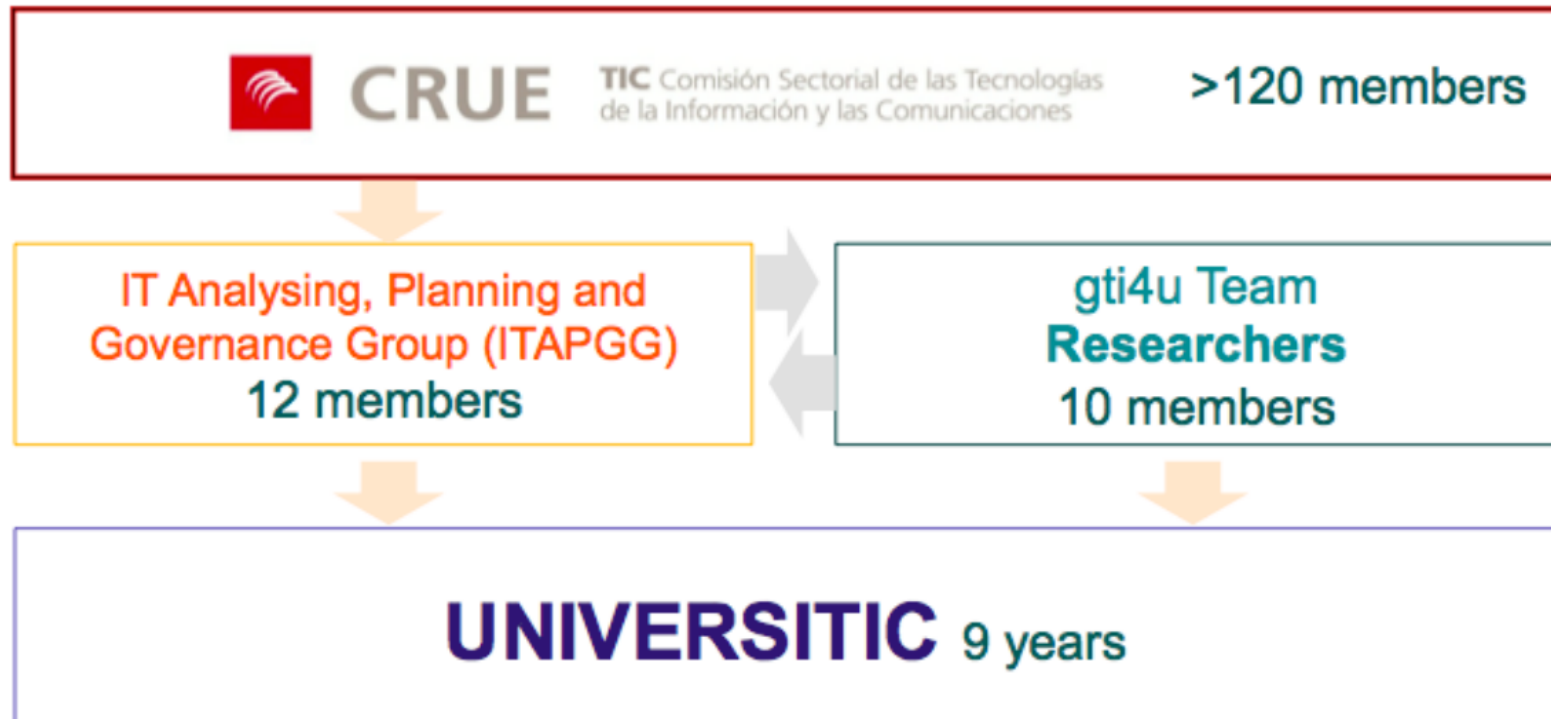 CRUE
TIC Comisión Sectorial de las Tecnologías
de la Información y las Comunicaciones
>120 members
IT Analysing, Planning and
Governance Group (ITAPGG)
12 members
gti4u Team
Researchers
10 members
UNIVERSITIC 9 years